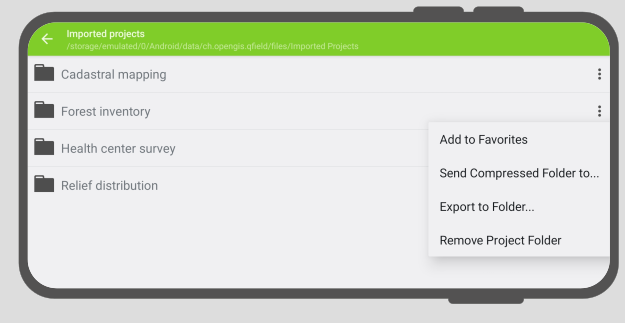 Imported projects
/storage/emulated/0/Android/data/ch.opengis.qfield/files/Imported Projects
Cadastral mapping
Forest inventory
Add to Favorites
Health center survey
Send Compressed Folder to...
Relief distribution
Export to Folder...
Remove Project Folder